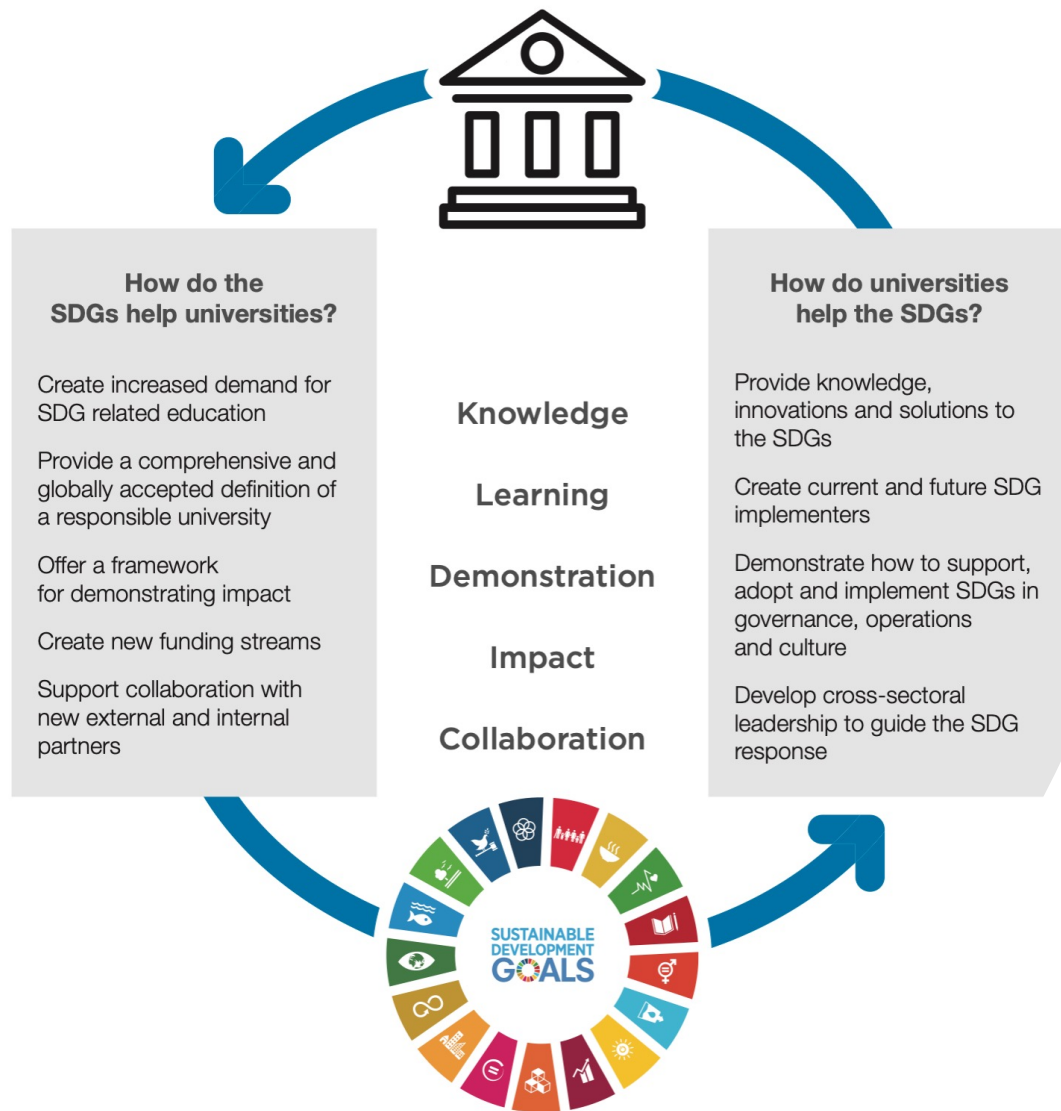 How do the
SDGs help universities?
Create increased demand for
SDG related education
Provide a comprehensive and
globally accepted definition of
a responsible university
Offer a framework
for demonstrating impact
Create new funding streams
Support collaboration with
new external and internal
partners
Knowledge
Learning
Demonstration
Impact
Collaboration
How do universities
help the SDGs?
Provide knowledge,
innovations and solutions to
the SDGs
Create current and future SDG
implementers
Demonstrate how to support,
adopt and implement SDGs in
governance, operations
and culture
Develop cross-sectoral
leadership to guide the SDG
response
SUSTAINABLE
DEVELOPMENT
GOALS